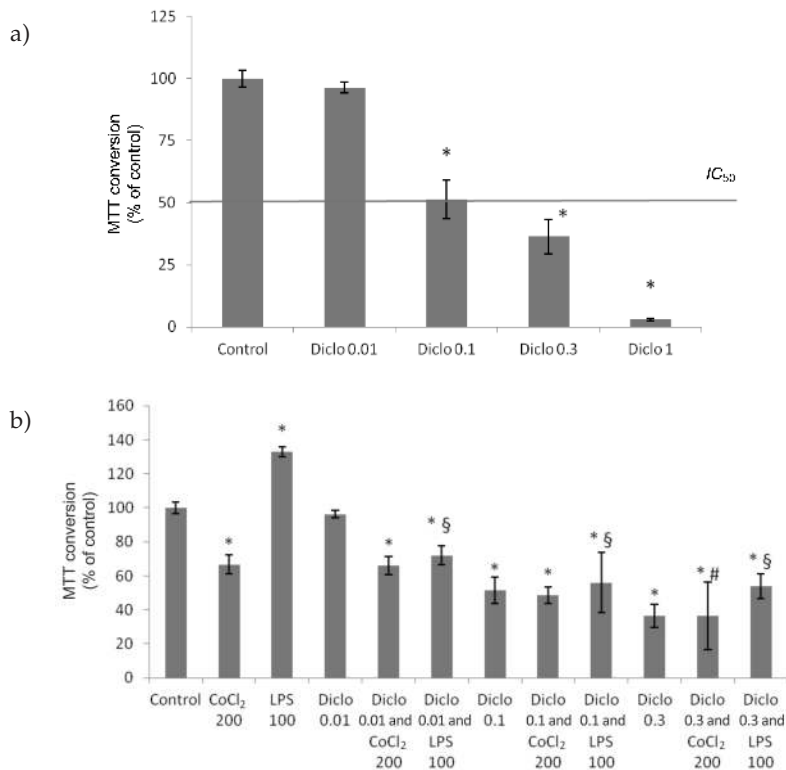 a)
MTT conversion
(% of control)
125
100
75
50
25
0
*
*
*
IC50
Control Diclo 0.01 Diclo 0.1 Diclo 0.3 Diclo 1
b)
MTT conversion
(% of control)
160
140
120
100
80
60
40
20
0
*
*
*
* §
*
*
* §
*
* #
* §
Control CoCl2 LPS Diclo Diclo Diclo Diclo Diclo Diclo Diclo Diclo Diclo
200 100 0.01 0.01 and 0.01 and 0.1 0.1 and 0.1 and 0.3 0.3 and 0.3 and
CoCl2 LPS CoCl2 LPS CoCl2 LPS
200 100 200 100 200 100